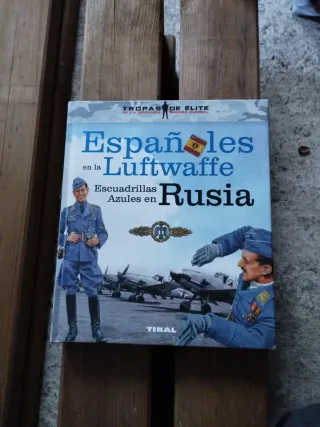 TROPAS DE ÉLITE
Españoles
en la Luftwaffe
Escuadrillas
Azules en Rusia
TIKAL